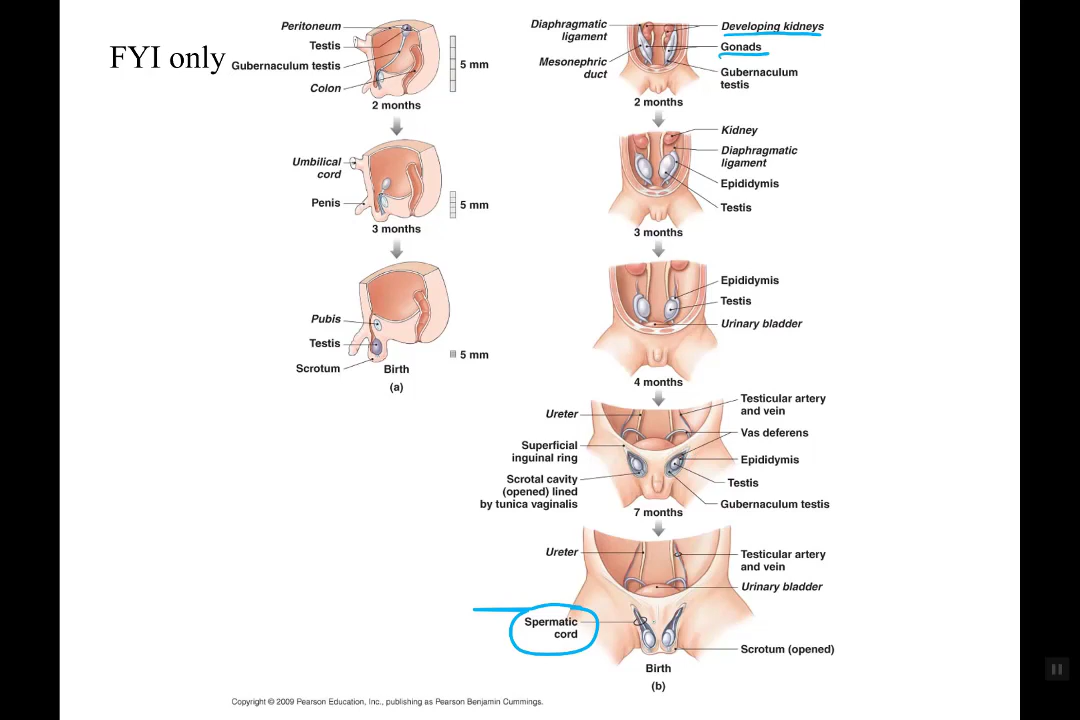 FYI only
Peritoneum
Testis
Gubernaculum testis
Colon
5 mm
2 months
Umbilical
cord
Penis
5 mm
3 months
Pubis
Testis
Scrotum
5 mm
Birth
(a)
Diaphragmatic
ligament
Mesonephric
duct
Developing kidneys
Gonads
Gubernaculum
testis
2 months
Kidney
Diaphragmatic
ligament
Epididymis
Testis
3 months
Epididymis
Testis
Urinary bladder
4 months
Ureter
Superficial
inguinal ring
Scrotal cavity
(opened) lined
by tunica vaginalis
Testicular artery
and vein
Vas deferens
Epididymis
Testis
Gubernaculum testis
7 months
Ureter
Spermatic
cord
Testicular artery
and vein
Urinary bladder
Scrotum (opened)
Birth
(b)
Copyright © 2009 Pearson Education, Inc., publishing as Pearson Benjamin Cummings.